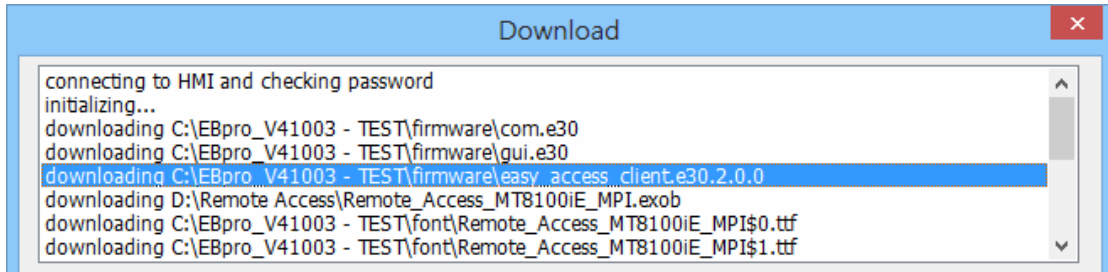 Download
connecting to HMI and checking password
initializing...
downloading C:\EBpro_V41003 - TEST\firmware\com.e30
downloading C:\EBpro_V41003 - TEST\firmware\gui.e30
downloading C:\EBpro_V41003 - TEST\firmware\easy_access_client.e30.2.0.0
downloading D:\Remote Access\Remote_Access_MT8100iE_MPI.exob
downloading C:\EBpro_V41003 - TEST\font\Remote_Access_MT8100iE_MPI$0.ttf
downloading C:\EBpro_V41003 - TEST\font\Remote_Access_MT8100iE_MPI$1.ttf